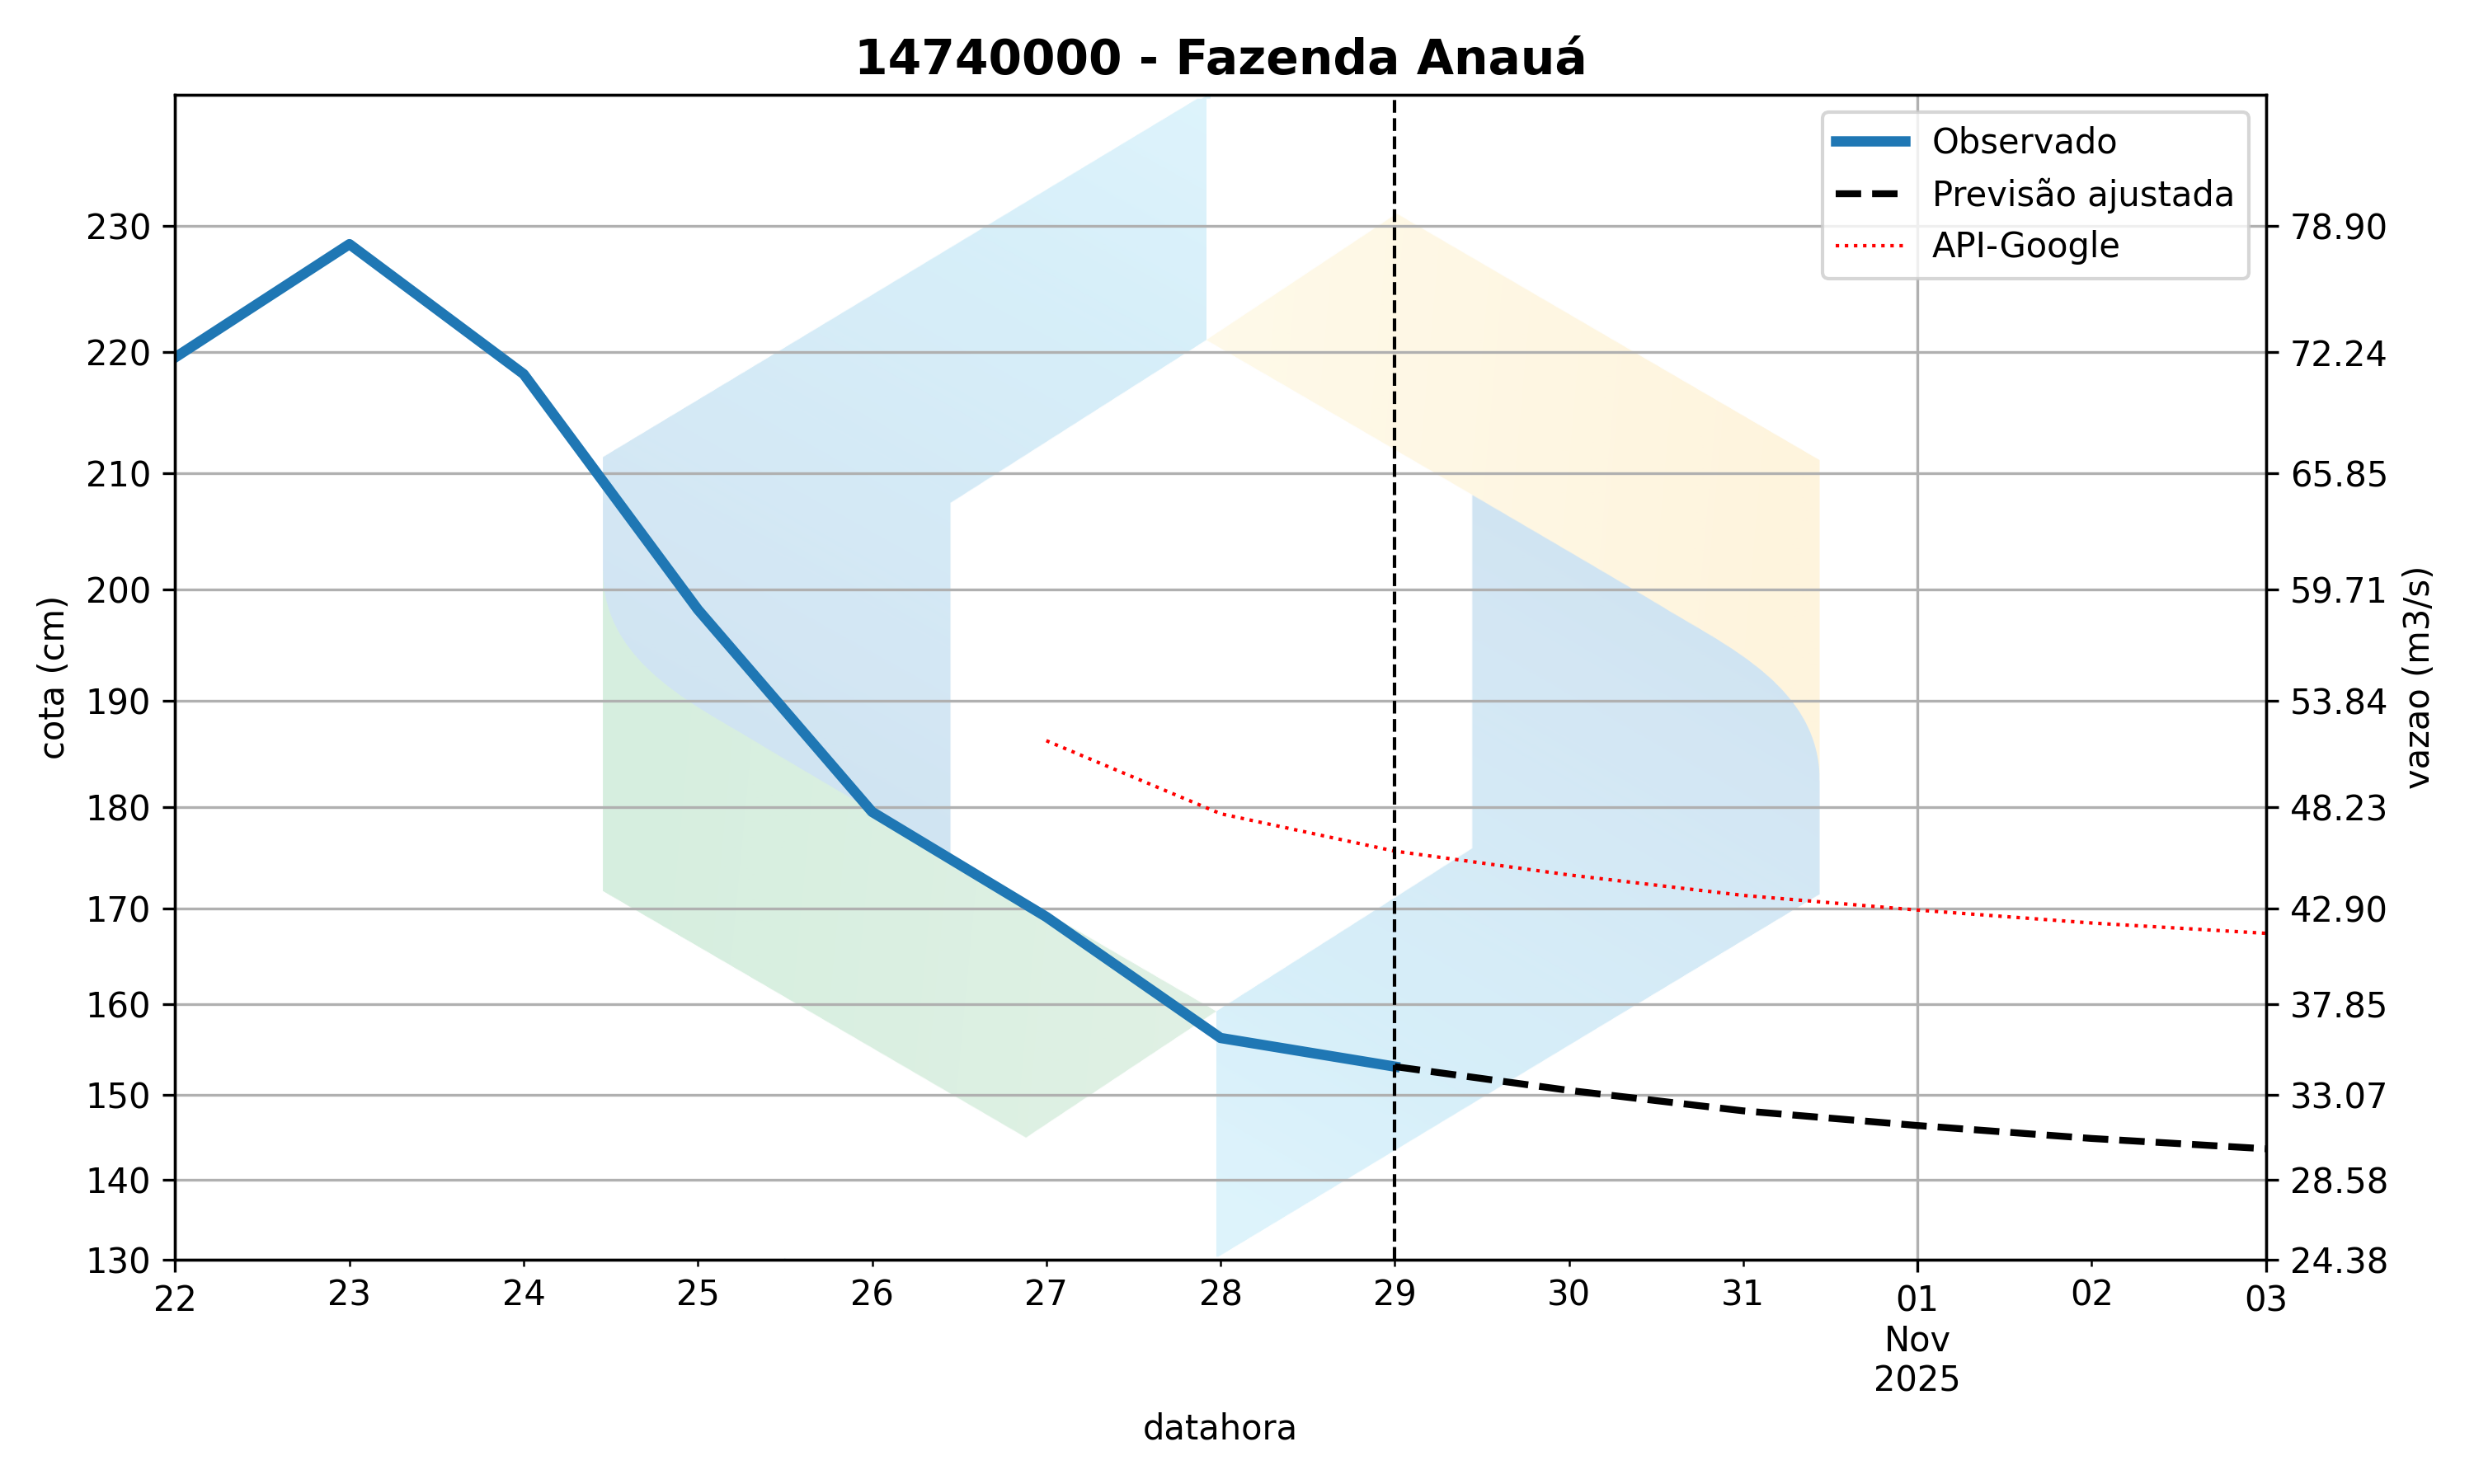 14740000 - Fazenda Anauá
Observado
Previsão ajustada
API-Google
230
220
210
200
190
180
170
160
150
140
130
cota (cm)
78.90
72.24
65.85
59.71
53.84
48.23
42.90
37.85
33.07
28.58
24.38
vazao (m3/s)
22 23 24 25 26 27 28 29 30 31 01 02 03
Nov
2025
datahora